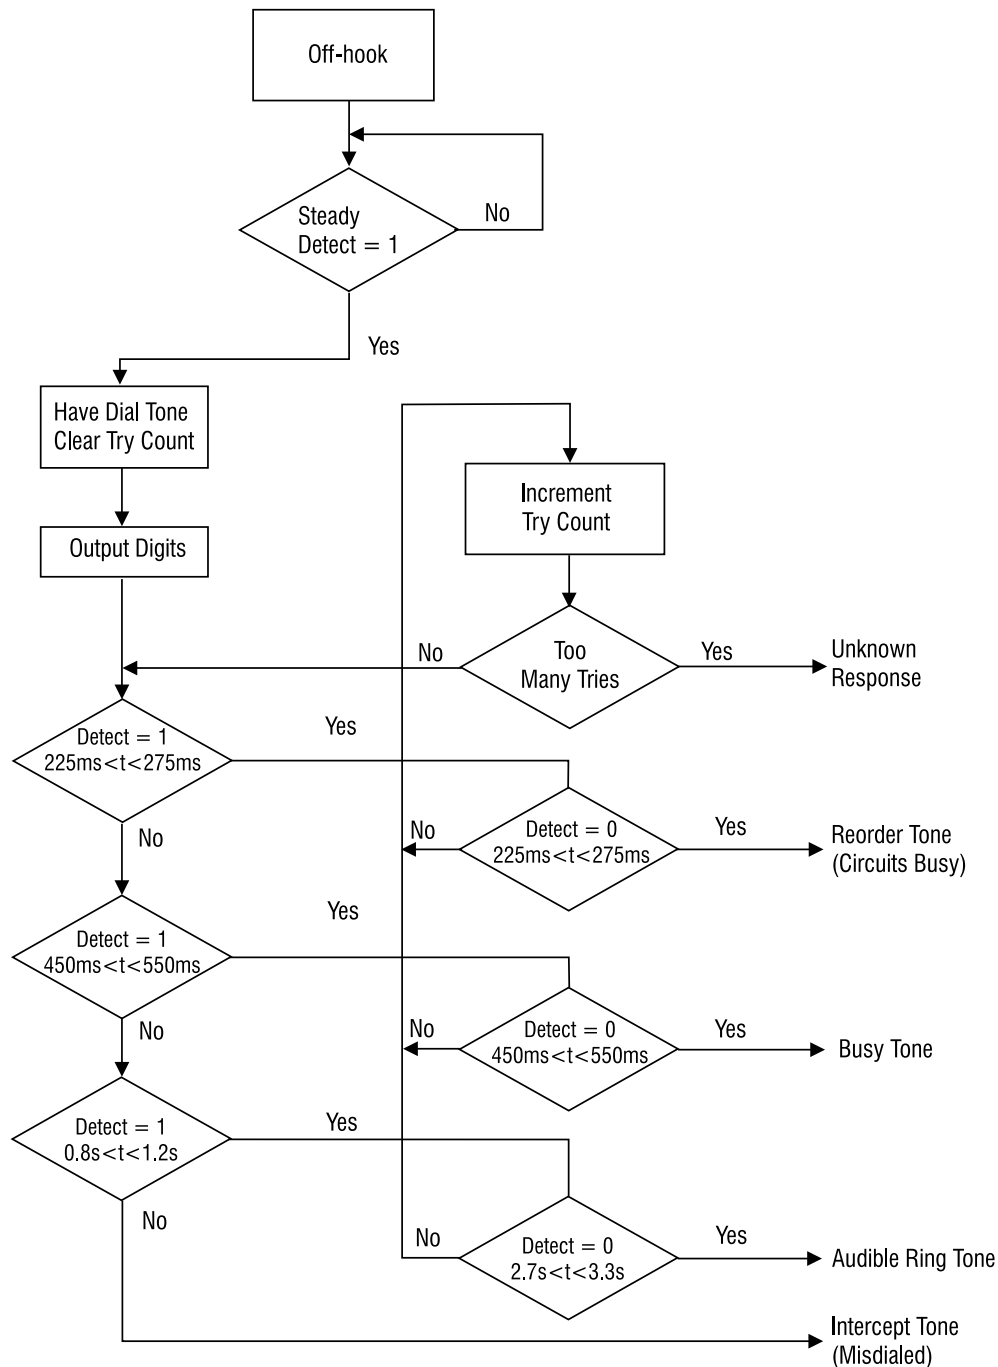 Off-hook
Steady
Detect = 1
No
Yes
Have Dial Tone
Clear Try Count
Output Digits
Increment
Try Count
Too
Many Tries
No
Yes
Unknown
Response
Detect = 1
225ms<t<275ms
Yes
No
Detect = 0
225ms<t<275ms
No
Yes
Reorder Tone
(Circuits Busy)
Detect = 1
450ms<t<550ms
Yes
No
Detect = 0
450ms<t<550ms
No
Yes
Busy Tone
Detect = 1
0.8s<t<1.2s
Yes
No
Detect = 0
2.7s<t<3.3s
No
Yes
Audible Ring Tone
Intercept Tone
(Misdialed)